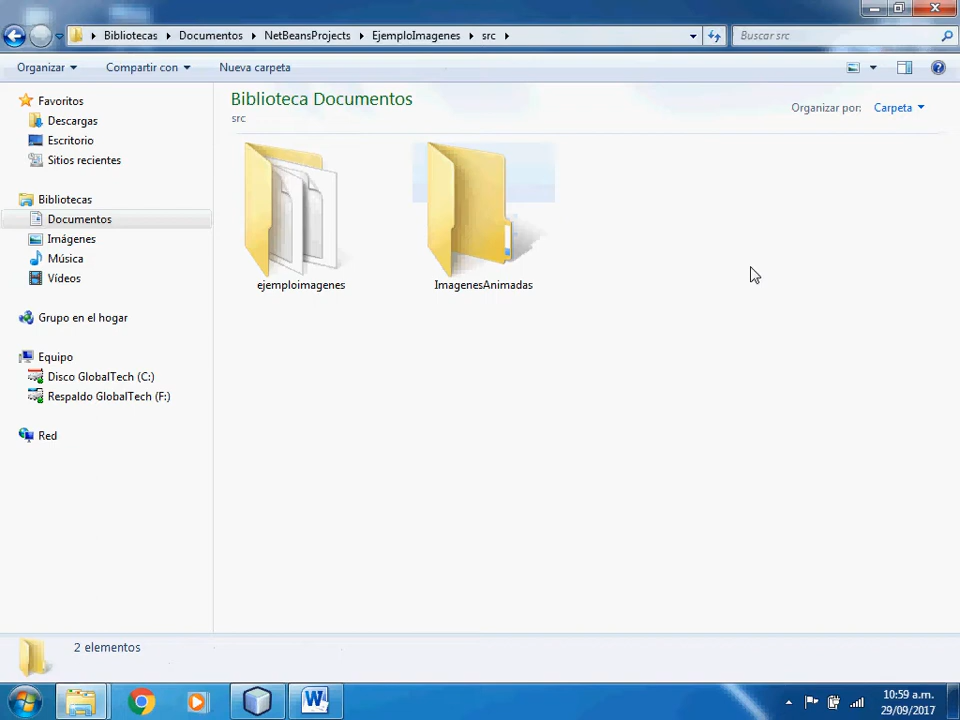 Bibliotecas Documentos NetBeansProjects EjemploImagenes src
Buscar src
Organizar Compartir con Nueva carpeta
Favoritos
Descargas
Escritorio
Sitios recientes
Bibliotecas
Documentos
Imágenes
Música
Vídeos
Grupo en el hogar
Equipo
Disco GlobalTech (C:)
Respaldo GlobalTech (F:)
Red
Biblioteca Documentos
src
Organizar por: Carpeta
ejemploimagenes
ImagenesAnimadas
2 elementos
W
10:59 a.m.
29/09/2017